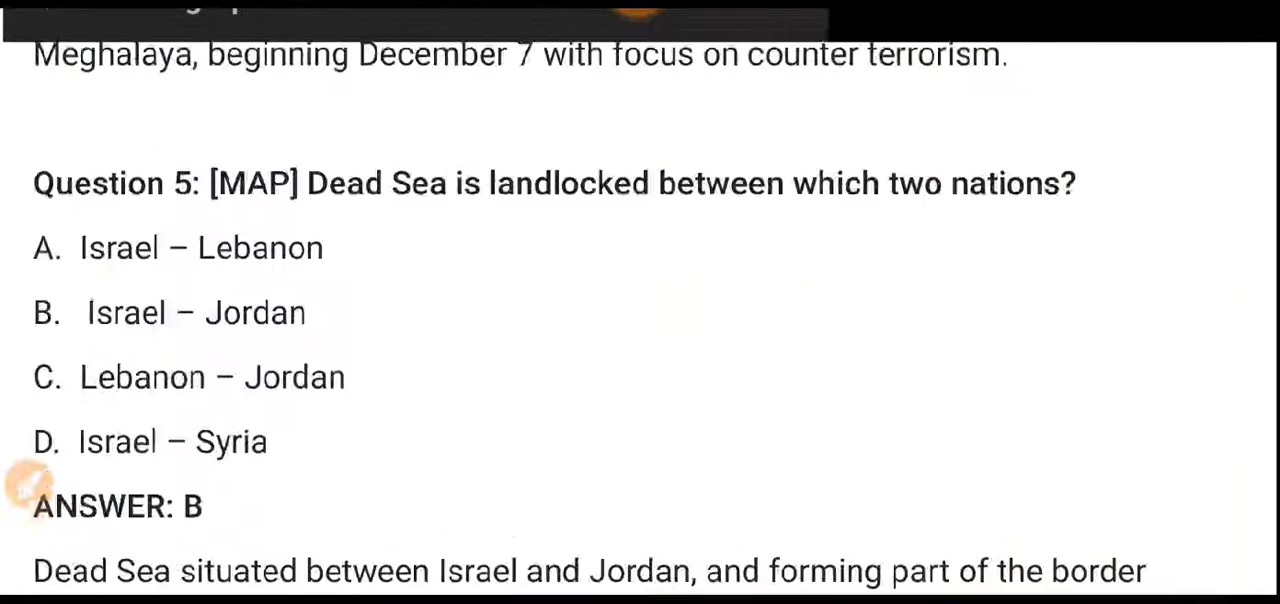 Meghalaya, beginning December 7 with focus on counter terrorism.
Question 5: [MAP] Dead Sea is landlocked between which two nations?
A. Israel – Lebanon
B. Israel – Jordan
C. Lebanon – Jordan
D. Israel – Syria
ANSWER: B
Dead Sea situated between Israel and Jordan, and forming part of the border